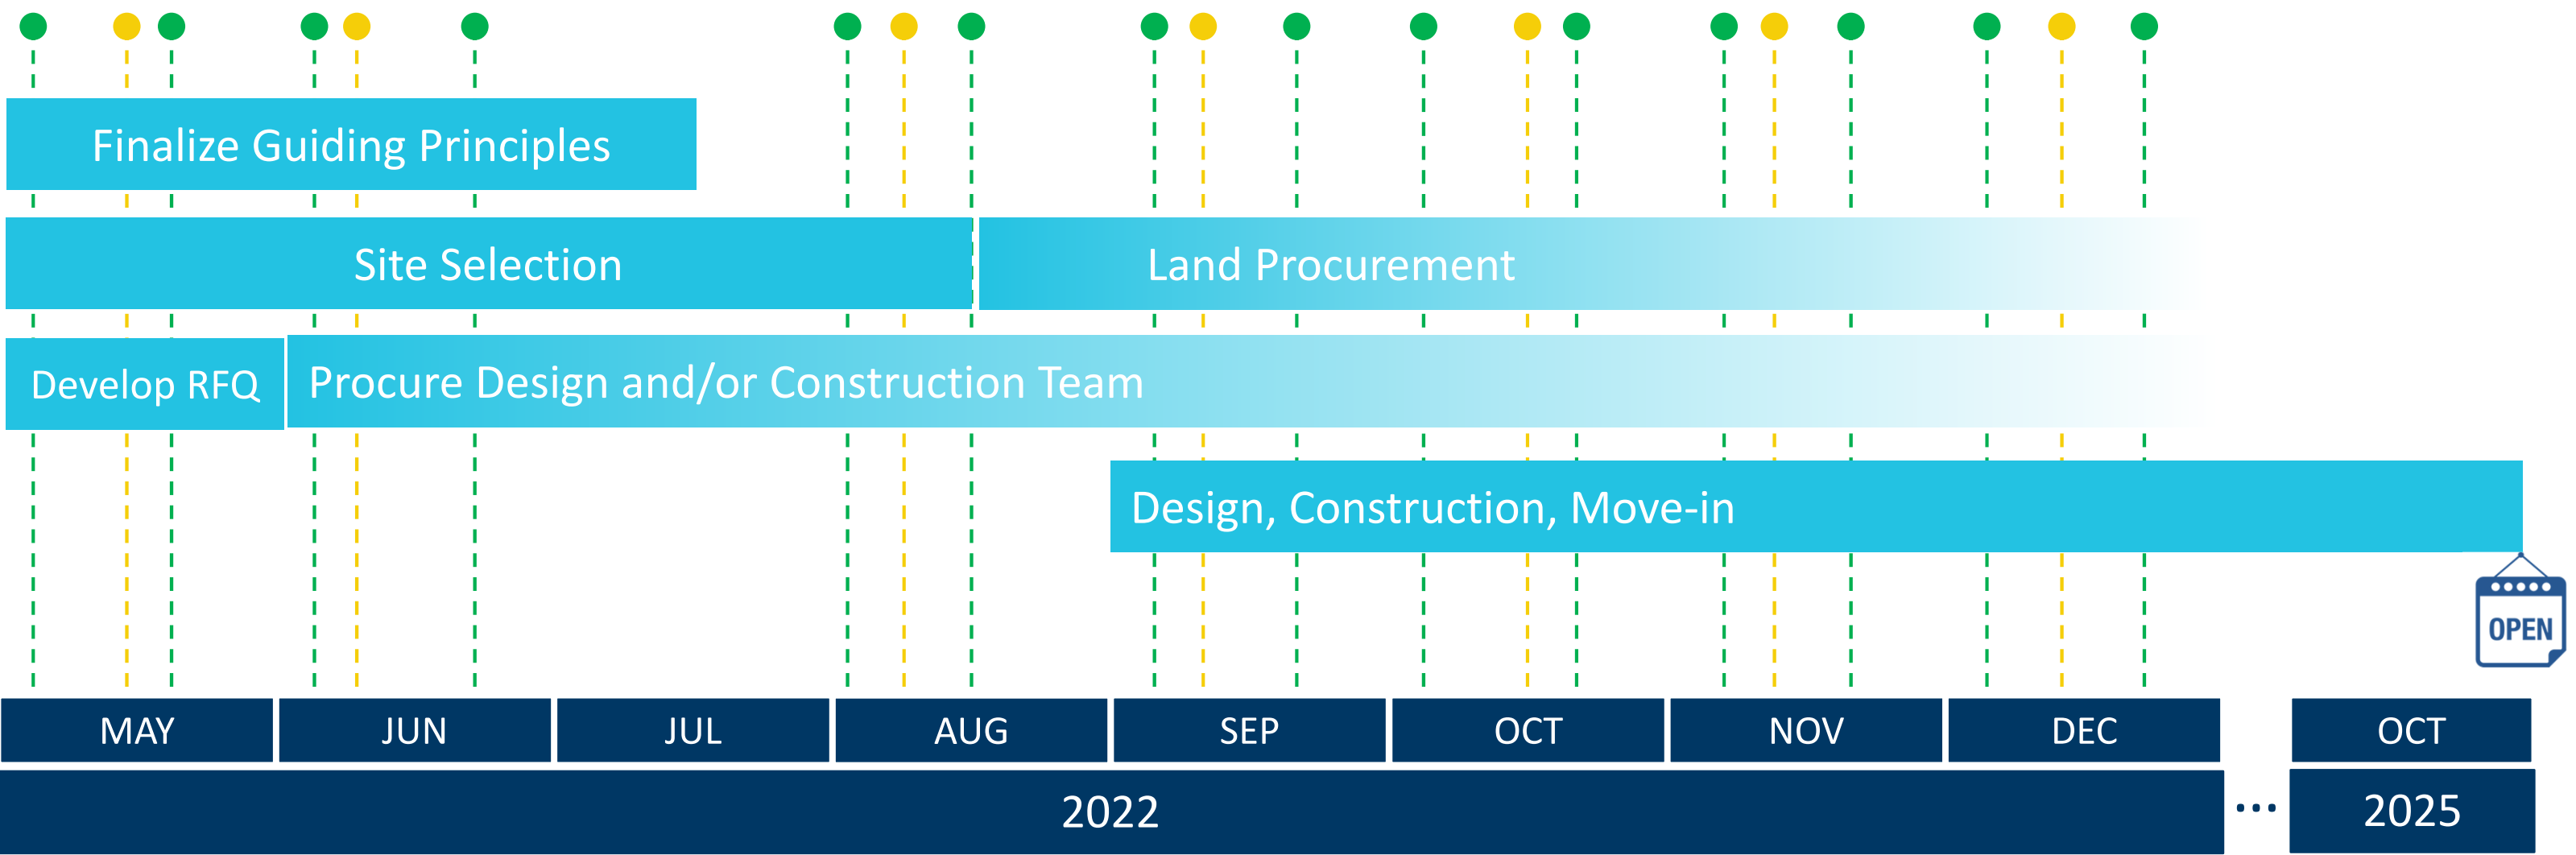 Finalize Guiding Principles
Site Selection
Land Procurement
Develop RFQ
Procure Design and/or Construction Team
Design, Construction, Move-in
OPEN
MAY
JUN
JUL
AUG
SEP
OCT
NOV
DEC
OCT
2022
...
2025